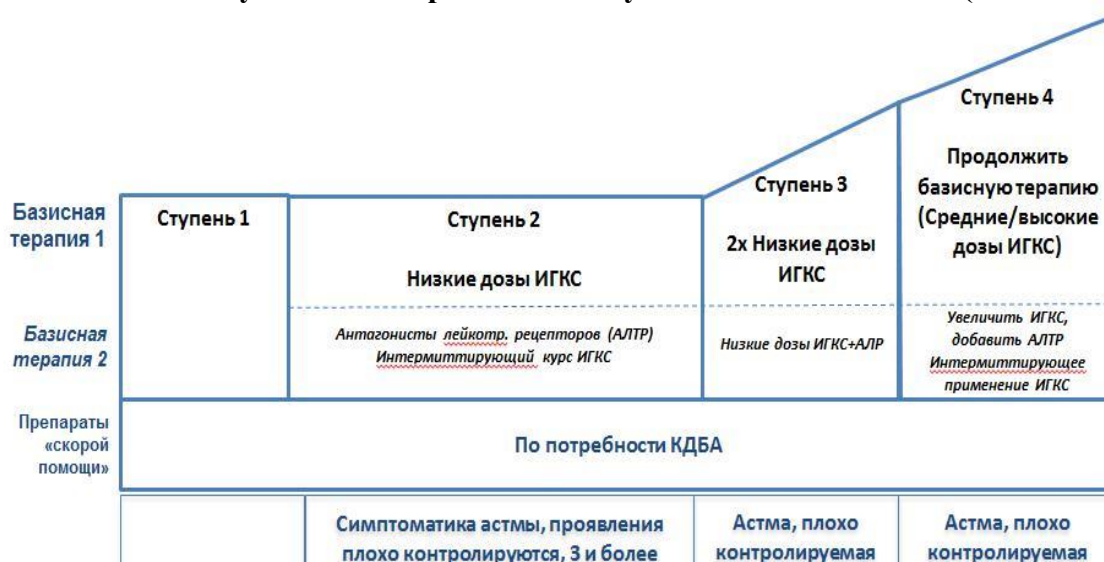 Ступень 1
Ступень 2
Низкие дозы ИГКС
Ступень 3
2х Низкие дозы
ИГКС
Ступень 4
Продолжить
базисную терапию
(Средние/высокие
дозы ИГКС)
Базисная
терапия 1
Базисная
терапия 2
Антагонисты лейкотр. рецепторов (АЛТР)
Интермиттирующий курс ИГКС
Низкие дозы ИГКС+АЛР
Увеличить ИГКС,
добавить АЛТР
Интермиттирующее
применение ИГКС
Препараты
«скорой
помощи»
По потребности КДБА
Симптоматика астмы, проявления
плохо контролируются, 3 и более
Астма, плохо
контролируемая
Астма, плохо
контролируемая